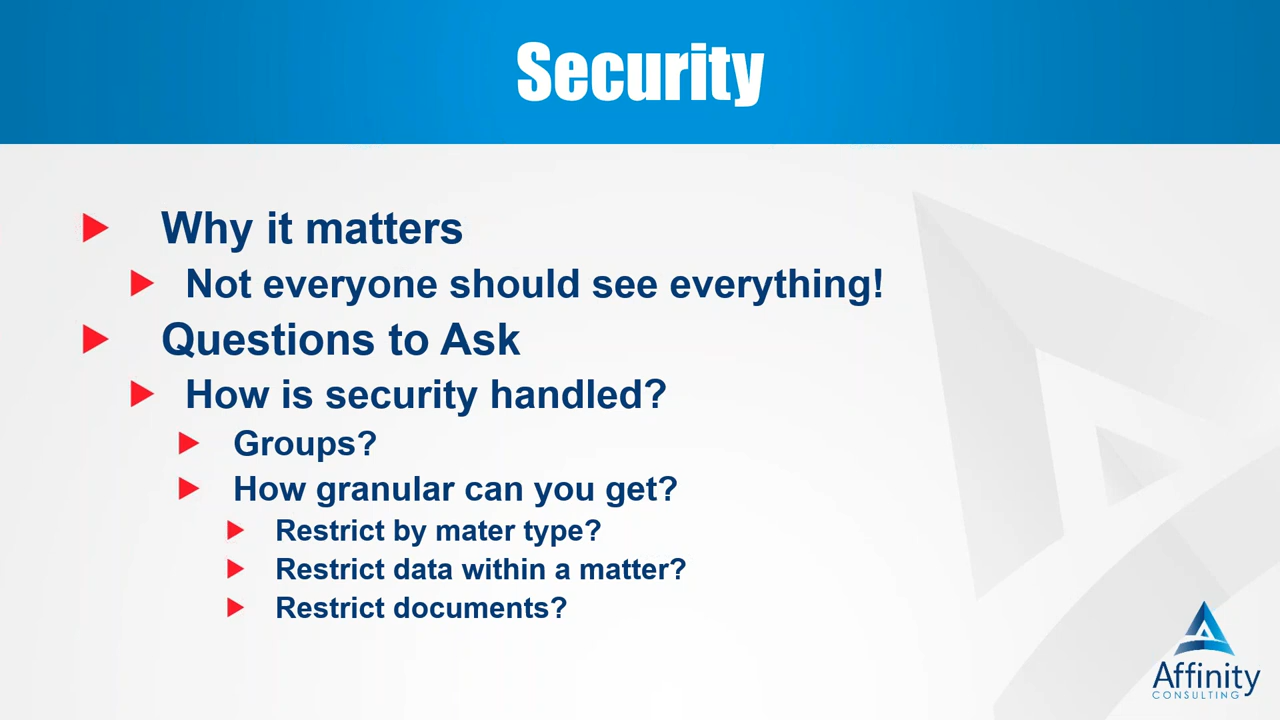 Security
Why it matters
Not everyone should see everything!
Questions to Ask
How is security handled?
Groups?
How granular can you get?
Restrict by mater type?
Restrict data within a matter?
Restrict documents?
Affinity
CONSULTING